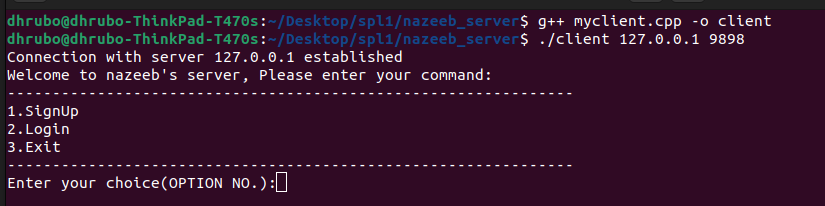 dhrubo@dhrubo-ThinkPad-T470s:~/Desktop/spl1/nazeeb_server$ g++ myclient.cpp -o client
dhrubo@dhrubo-ThinkPad-T470s:~/Desktop/spl1/nazeeb_server$ ./client 127.0.0.1 9898
Connection with server 127.0.0.1 established
Welcome to nazeeb's server, Please enter your command:
---------------------------------------------------------------
1.SignUp
2.Login
3.Exit
---------------------------------------------------------------
Enter your choice(OPTION NO.):